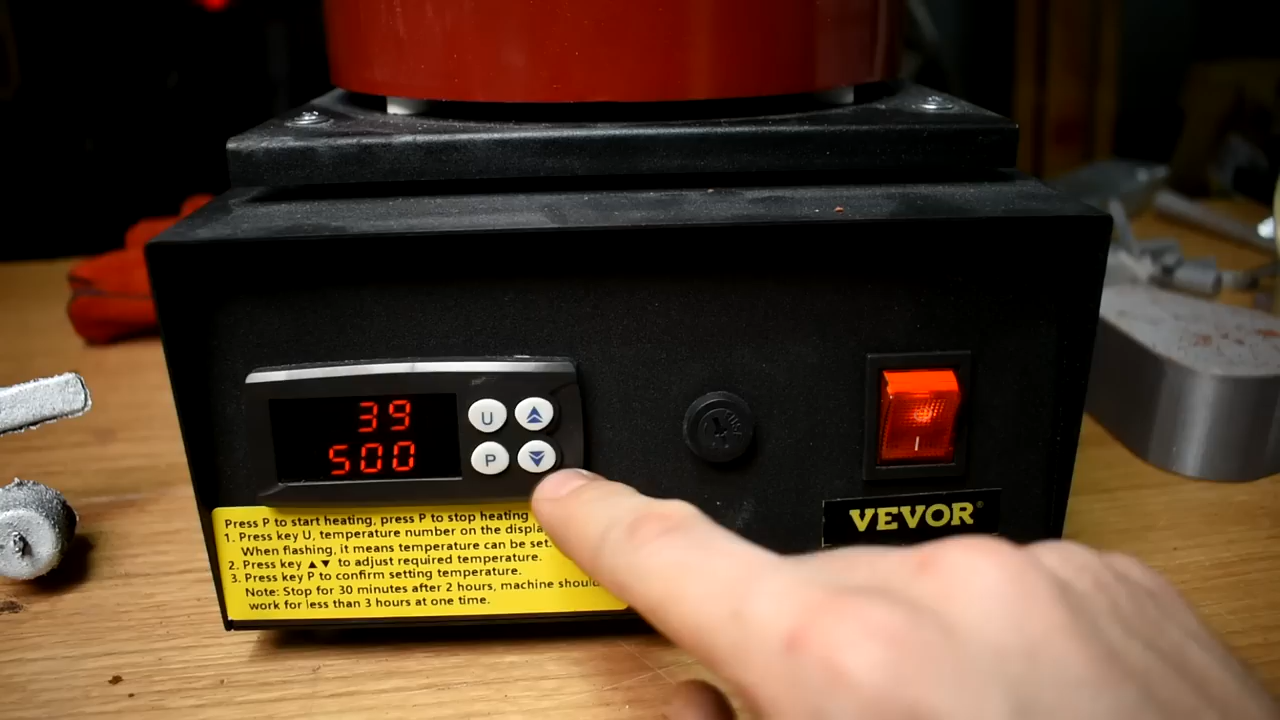 39
500
U
P
Press P to start heating, press P to stop heating
1. Press key U, temperature number on the displa
When flashing, it means temperature can be set.
2. Press key ▲▼ to adjust required temperature.
3. Press key P to confirm setting temperature.
Note: Stop for 30 minutes after 2 hours, machine shoul
work for less than 3 hours at one time.
VEVOR®